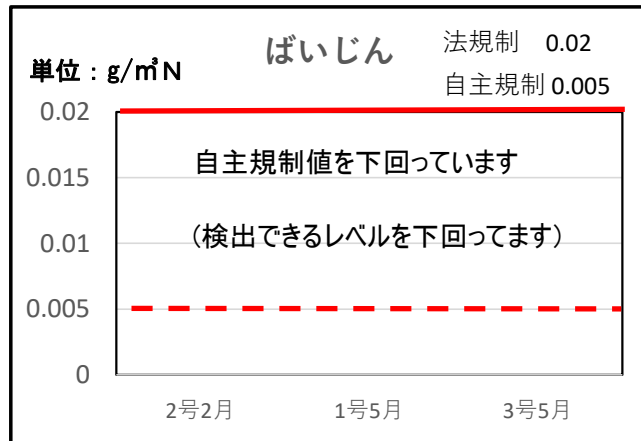 ばいじん
法規制 0.02
自主規制 0.005
単位：g/㎥N
0.02
自主規制値を下回っています
0.015
（検出できるレベルを下回ってます）
0.01
0.005
0
2号2月 1号5月 3号5月